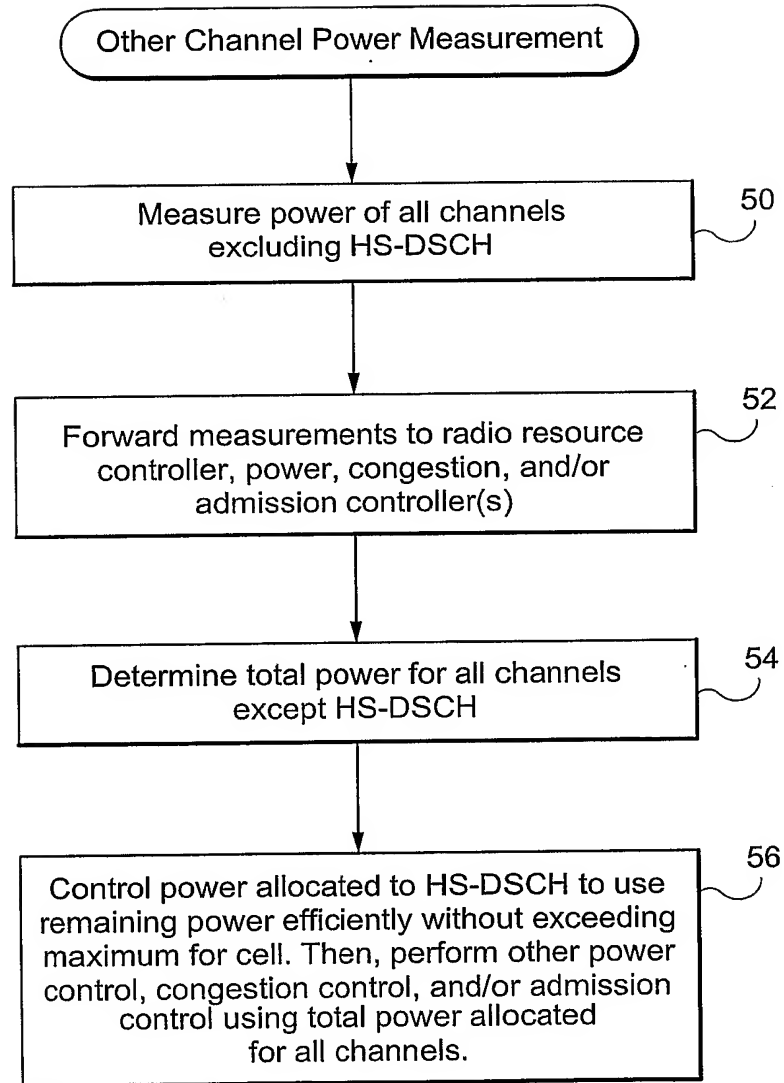 Other Channel Power Measurement
Measure power of all channels
excluding HS-DSCH
50
Forward measurements to radio resource
controller, power, congestion, and/or
admission controller(s)
52
Determine total power for all channels
except HS-DSCH
54
Control power allocated to HS-DSCH to use
remaining power efficiently without exceeding
maximum for cell. Then, perform other power
control, congestion control, and/or admission
control using total power allocated
for all channels.
56